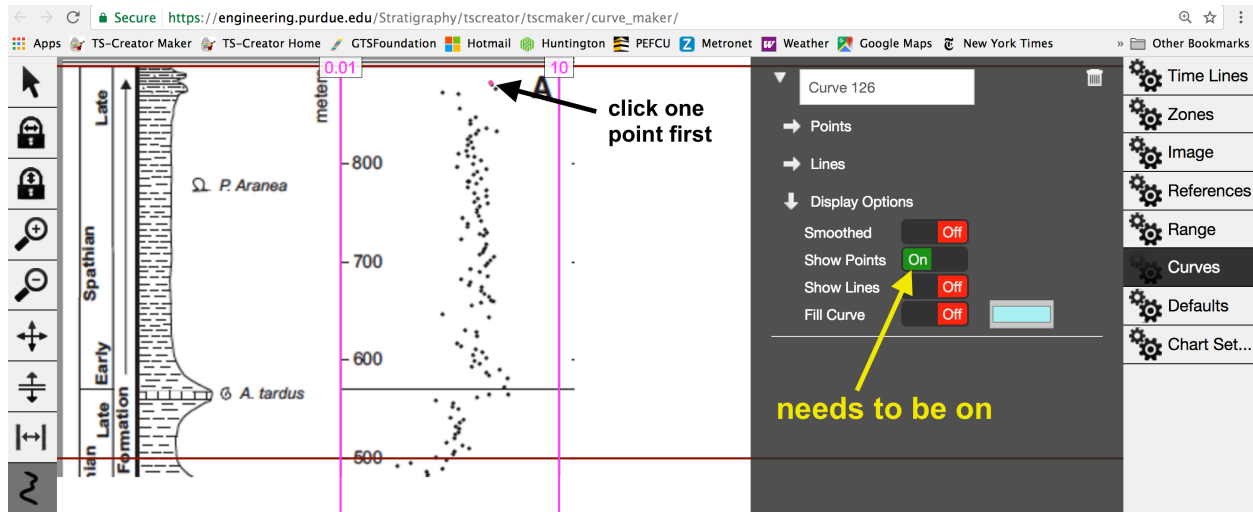 Secure https://engineering.purdue.edu/Stratigraphy/tscreator/tscmaker/curve_maker/
Apps TS-Creator Maker TS-Creator Home GTSFoundation Hotmail Huntington PEFCU Metronet Weather Google Maps New York Times » Other Bookmarks
0.01
10
meters
A
click one
point first
Late
Spathian
Early
Late
Formation
P. Aranea
A. tardus
800
700
600
500
Curve 126
Points
Lines
Display Options
Smoothed Off
Show Points On
Show Lines Off
Fill Curve Off
needs to be on
Time Lines
Zones
Image
References
Range
Curves
Defaults
Chart Set...